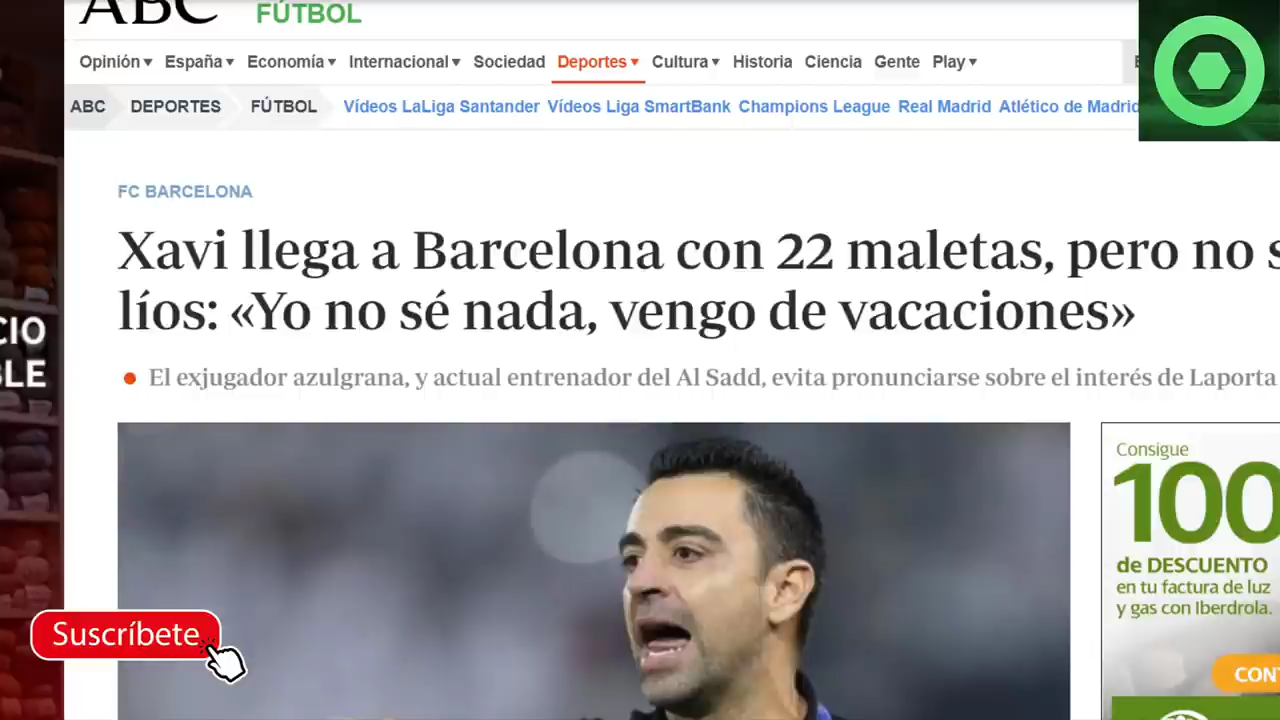 ABC FÚTBOL
Opinión España Economía Internacional Sociedad Deportes Cultura Historia Ciencia Gente Play
ABC DEPORTES FÚTBOL Vídeos LaLiga Santander Vídeos Liga SmartBank Champions League Real Madrid Atlético de Madrid
FC BARCELONA
Xavi llega a Barcelona con 22 maletas, pero no
líos: «Yo no sé nada, vengo de vacaciones»
El exjugador azulgrana, y actual entrenador del Al Sadd, evita pronunciarse sobre el interés de Laporta
Consigue
100
de DESCUENTO
en tu factura de luz
y gas con Iberdrola.
Suscríbete